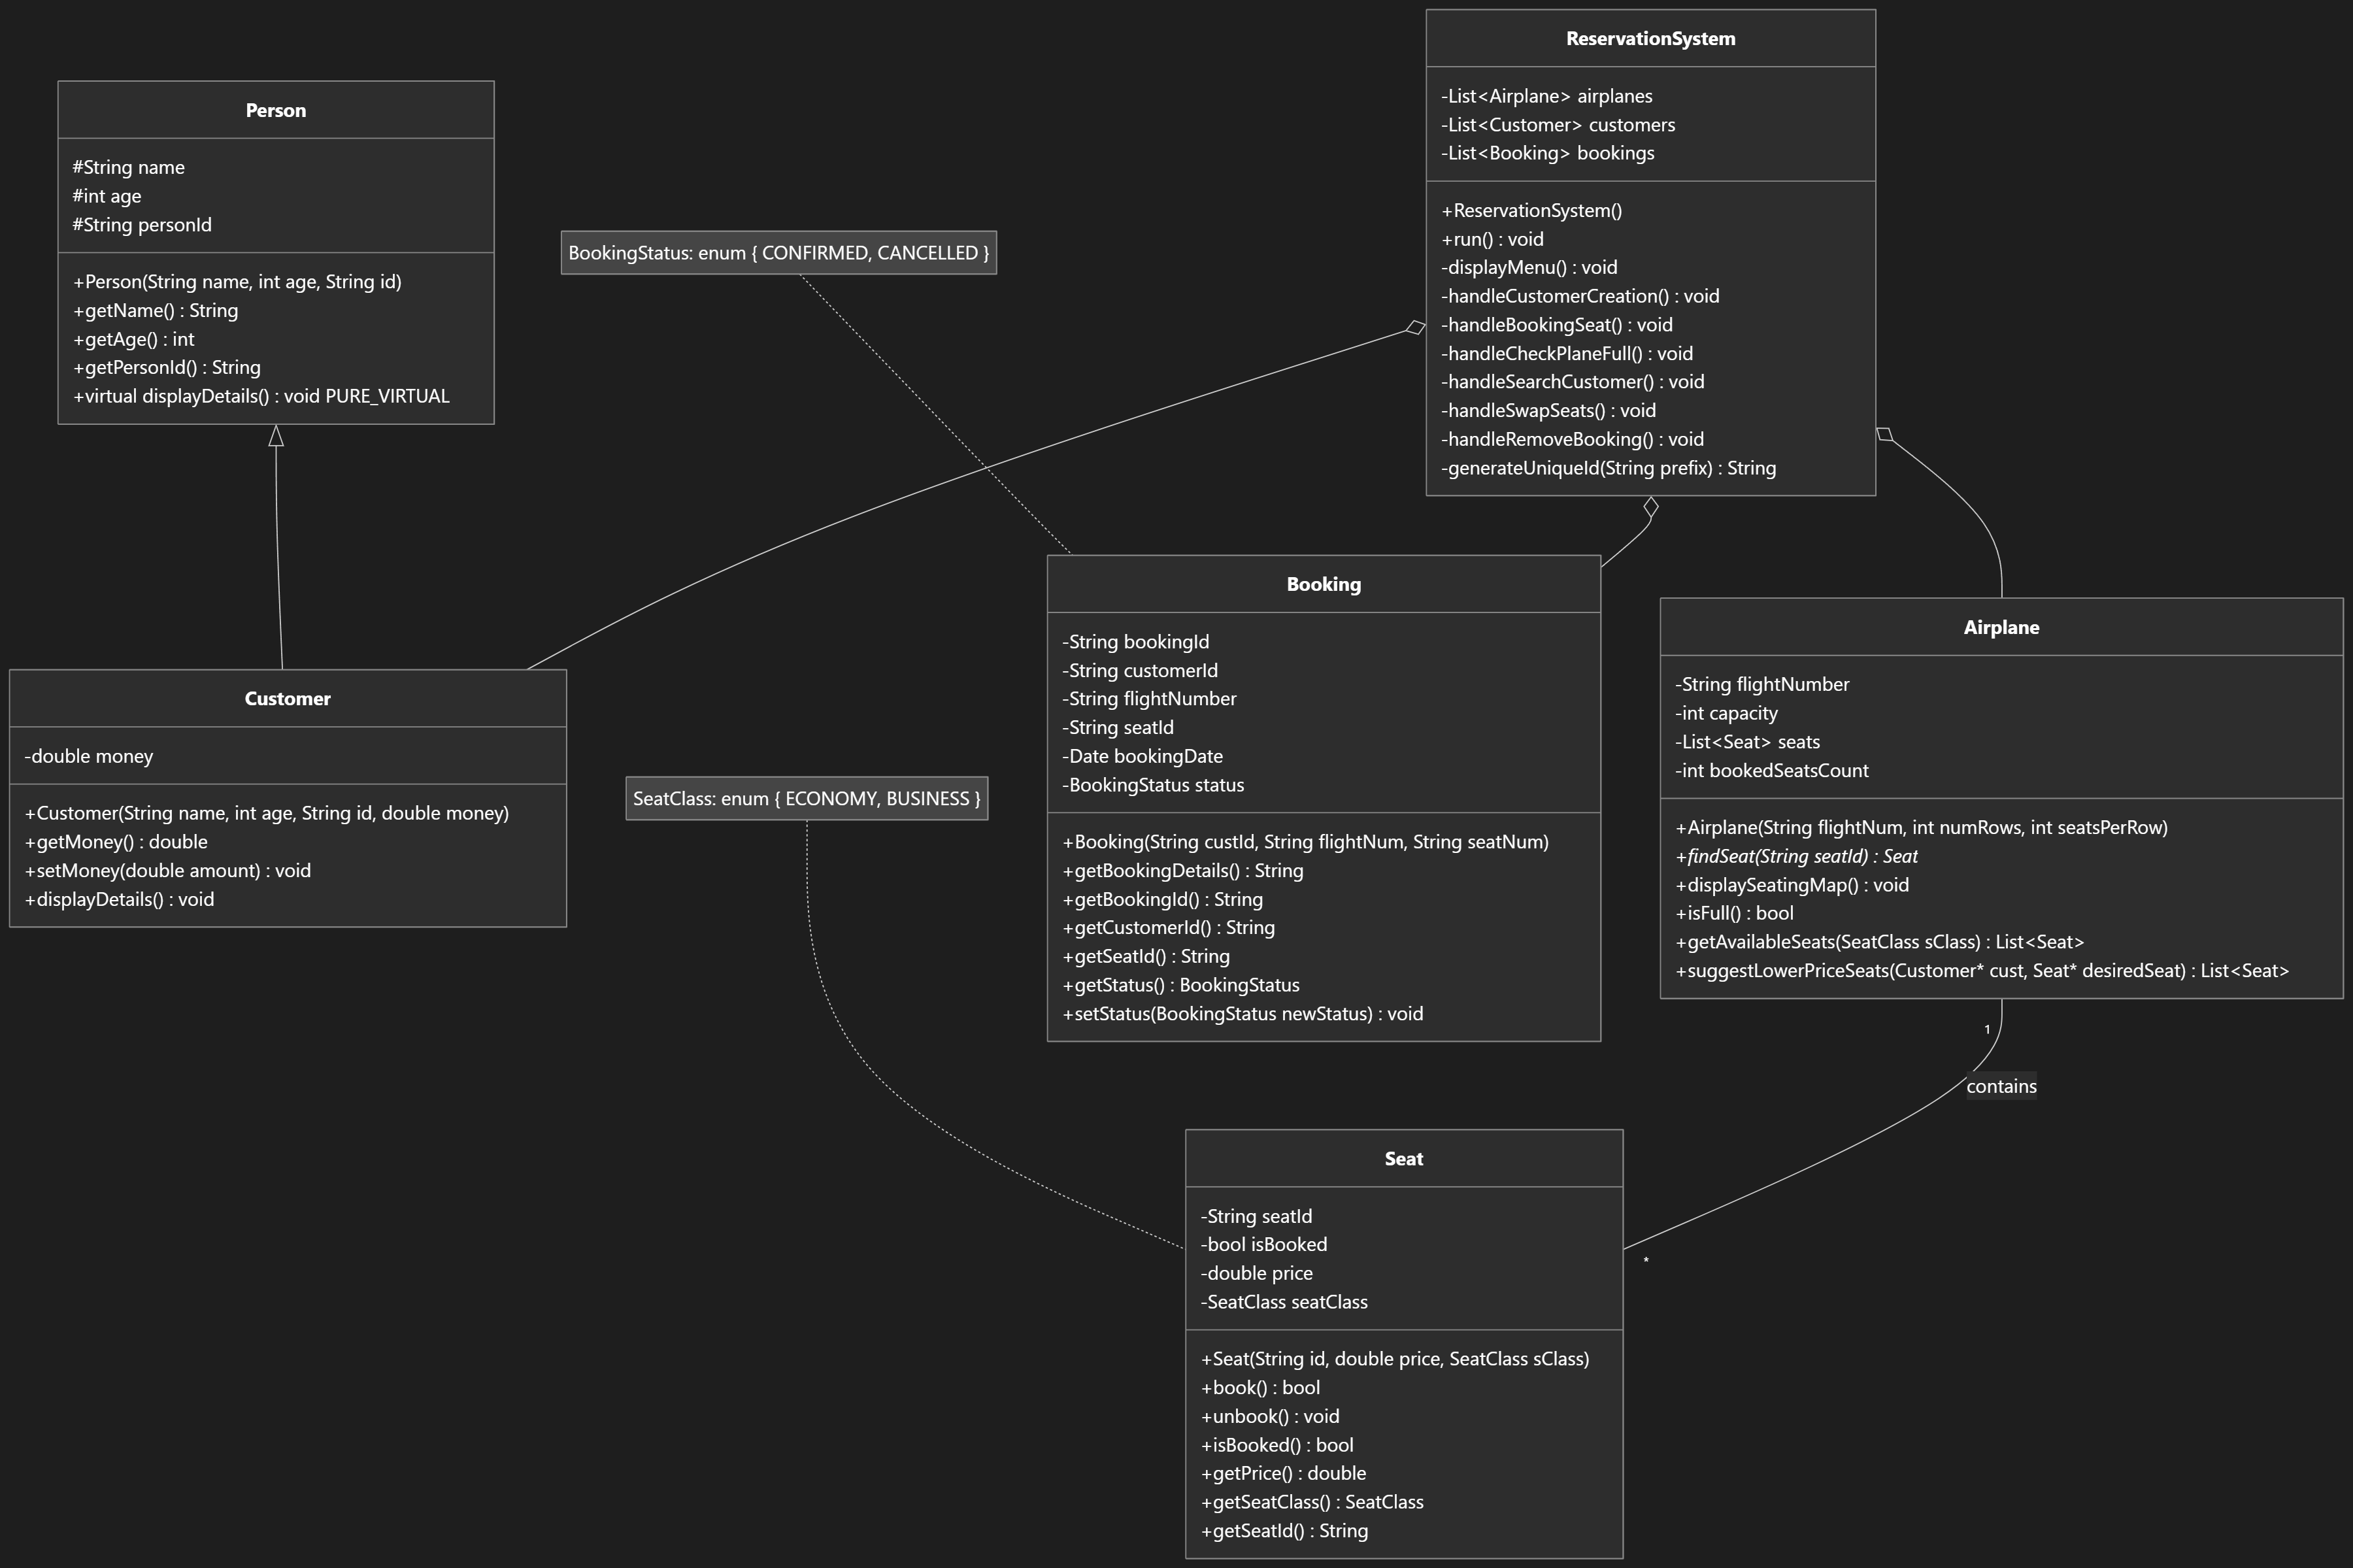 ReservationSystem
-List<Airplane> airplanes
-List<Customer> customers
-List<Booking> bookings
+ReservationSystem()
+run() : void
-displayMenu() : void
-handleCustomerCreation() : void
-handleBookingSeat() : void
-handleCheckPlaneFull() : void
-handleSearchCustomer() : void
-handleSwapSeats() : void
-handleRemoveBooking() : void
-generateUniqueId(String prefix) : String
Person
#String name
#int age
#String personId
+Person(String name, int age, String id)
+getName() : String
+getAge() : int
+getPersonId() : String
+virtual displayDetails() : void PURE_VIRTUAL
BookingStatus: enum { CONFIRMED, CANCELLED }
Booking
-String bookingId
-String customerId
-String flightNumber
-String seatId
-Date bookingDate
-BookingStatus status
+Booking(String custId, String flightNum, String seatNum)
+getBookingDetails() : String
+getBookingId() : String
+getCustomerId() : String
+getSeatId() : String
+getStatus() : BookingStatus
+setStatus(BookingStatus newStatus) : void
Airplane
-String flightNumber
-int capacity
-List<Seat> seats
-int bookedSeatsCount
+Airplane(String flightNum, int numRows, int seatsPerRow)
+findSeat(String seatId) : Seat
+displaySeatingMap() : void
+isFull() : bool
+getAvailableSeats(SeatClass sClass) : List<Seat>
+suggestLowerPriceSeats(Customer* cust, Seat* desiredSeat) : List<Seat>
Customer
-double money
+Customer(String name, int age, String id, double money)
+getMoney() : double
+setMoney(double amount) : void
+displayDetails() : void
SeatClass: enum { ECONOMY, BUSINESS }
1
contains
*
Seat
-String seatId
-bool isBooked
-double price
-SeatClass seatClass
+Seat(String id, double price, SeatClass sClass)
+book() : bool
+unbook() : void
+isBooked() : bool
+getPrice() : double
+getSeatClass() : SeatClass
+getSeatId() : String